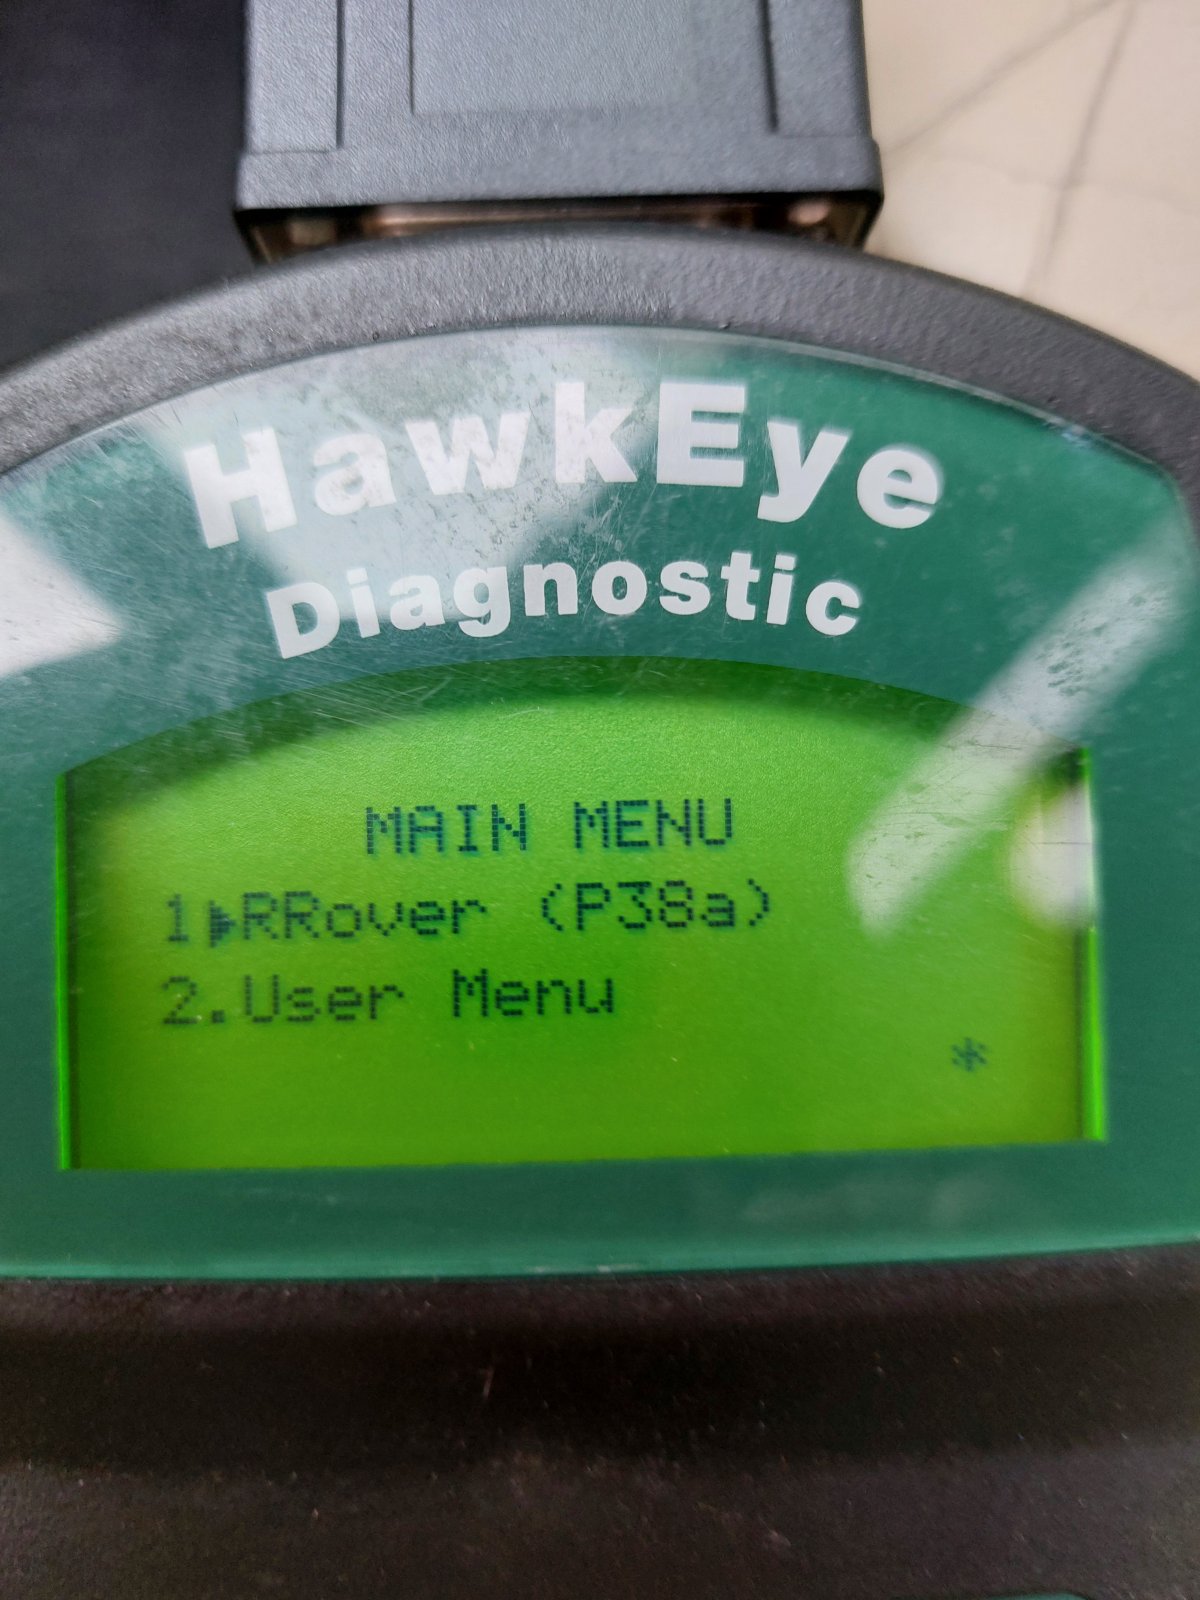 HawkEye
Diagnostic
MAIN MENU
1▶RRover (P38a)
2.User Menu
*